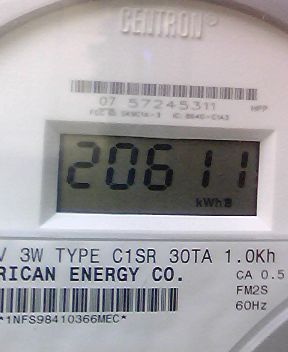 CENTRON®
07 57245311
20611
kWh
V 3W TYPE C1SR 30TA 1.0Kh
RICAN ENERGY CO.
CA 0.5
FM2S
60Hz
*1NFS98410366MEC*